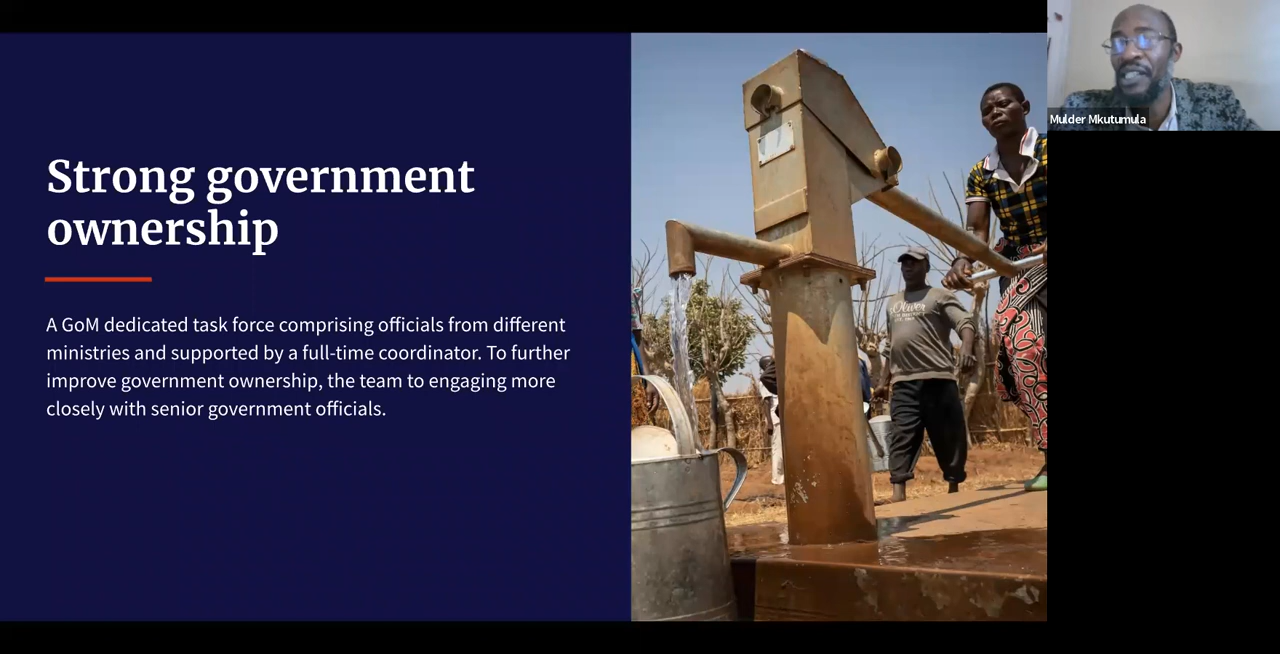 Strong government
ownership
A GoM dedicated task force comprising officials from different
ministries and supported by a full-time coordinator. To further
improve government ownership, the team to engaging more
closely with senior government officials.
Oliver
Mulder Mkutumula